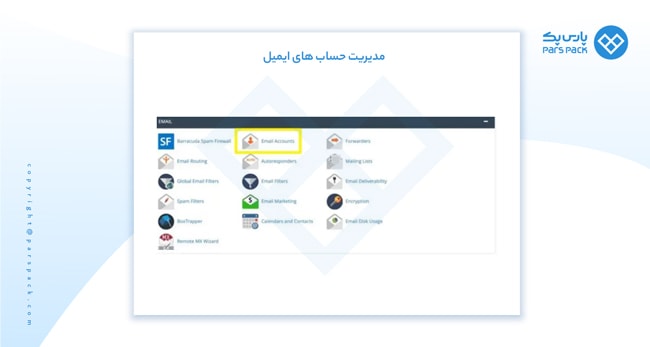 پارس پک
PARS PACK
مدیریت حساب های ایمیل
EMAIL
Barracuda Spam Firewall
Email Accounts
Forwarders
Email Routing
Autoresponders
Mailing Lists
Global Email Filters
Email Filters
Email Deliverability
Spam Filters
Email Marketing
Encryption
BoxTrapper
Calendars and Contacts
Email Disk Usage
Remote MX Wizard
copyright@parspack.com